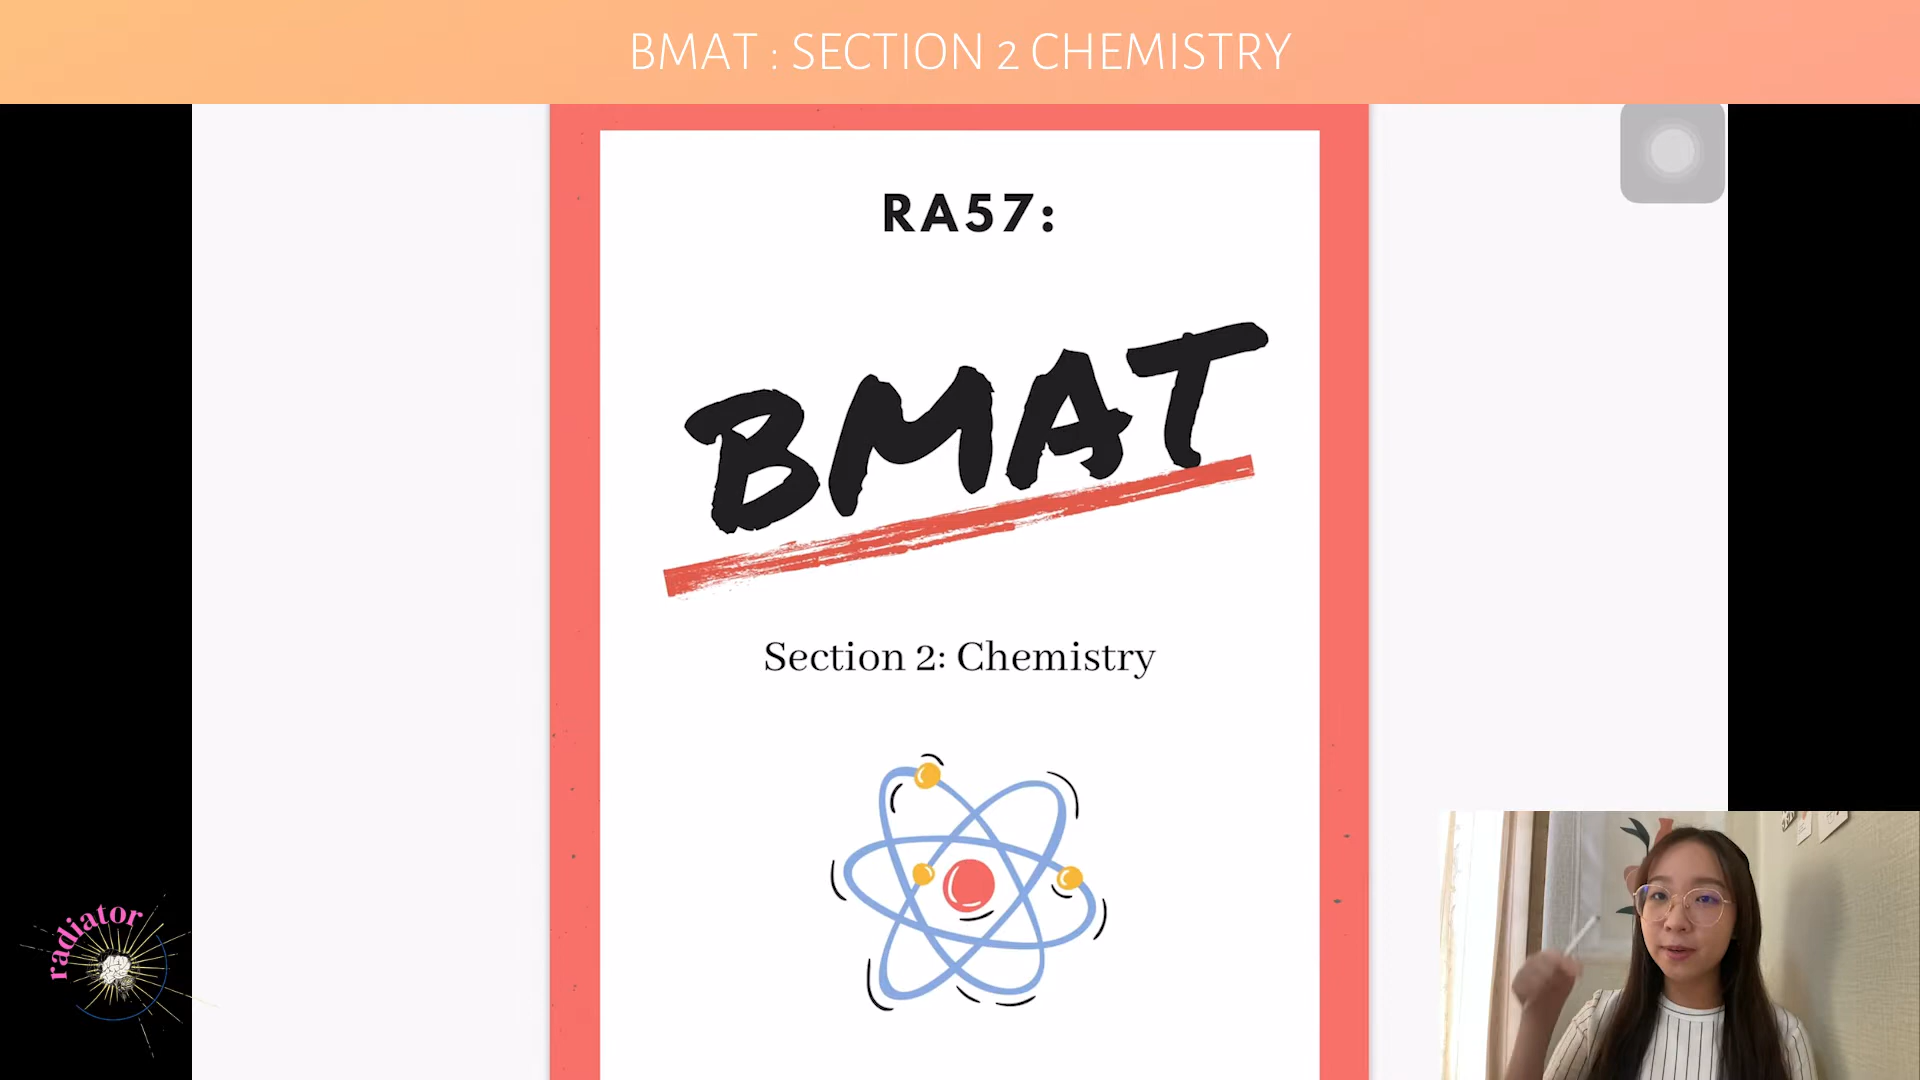 BMAT : SECTION 2 CHEMISTRY
RA57:
BMAT
Section 2: Chemistry
radiator